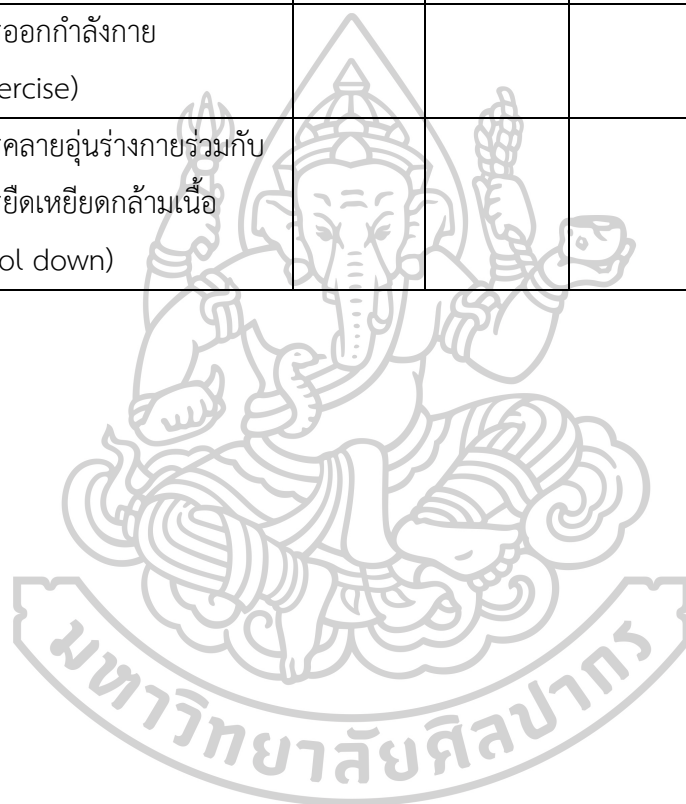 รออกกำลังกาย
ercise)
รคลายอุ่นร่างกายร่วมกับ
รยืดเหยียดกล้ามเนื้อ
ol down)
มหาวิทยาลัยศิลปากร